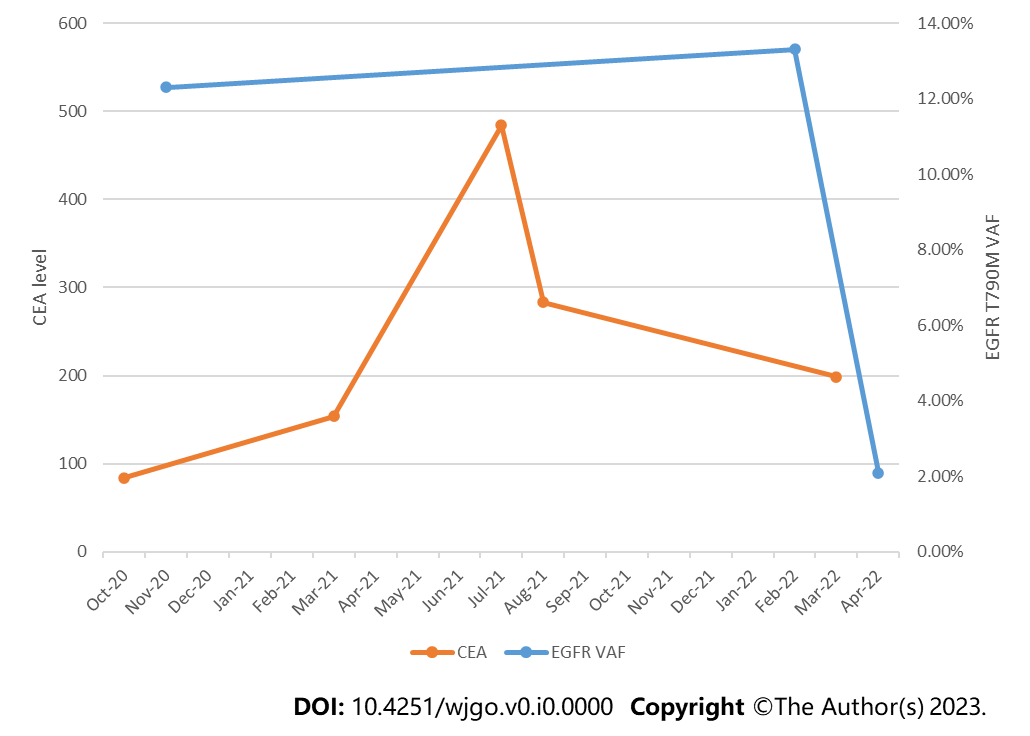 600
500
400
300
200
100
0
CEA level
14.00%
12.00%
10.00%
8.00%
6.00%
4.00%
2.00%
0.00%
EGFR T790M VAF
Oct-20
Nov-20
Dec-20
Jan-21
Feb-21
Mar-21
Apr-21
May-21
Jun-21
Jul-21
Aug-21
Sep-21
Oct-21
Nov-21
Dec-21
Jan-22
Feb-22
Mar-22
Apr-22
CEA EGFR VAF
DOI: 10.4251/wjgo.v0.i0.0000 Copyright ©The Author(s) 2023.